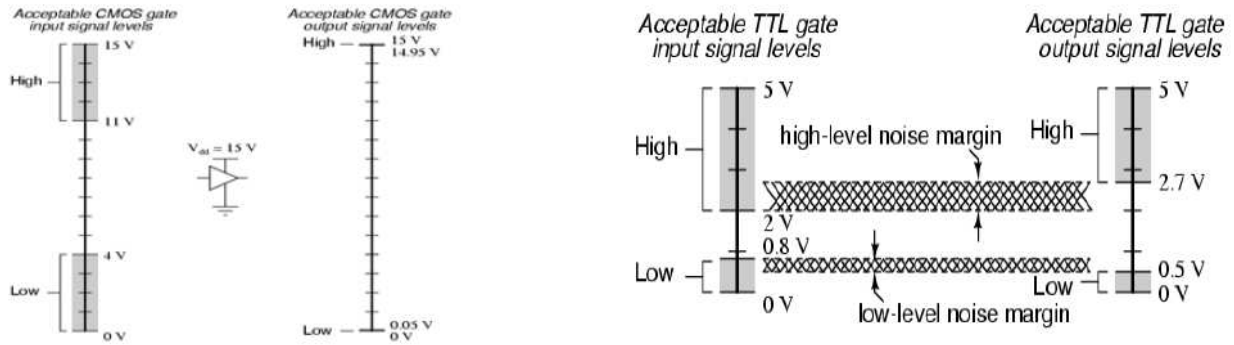 Acceptable CMOS gate
input signal levels
15 V
High
11 V
4 V
Low
0 V
V_dd = 15 V
Acceptable CMOS gate
output signal levels
High
15 V
14.95 V
Low
0.05 V
0 V
Acceptable TTL gate
input signal levels
5 V
High
2 V
0.8 V
Low
0 V
high-level noise margin
low-level noise margin
Acceptable TTL gate
output signal levels
5 V
High
2.7 V
0.5 V
Low
0 V